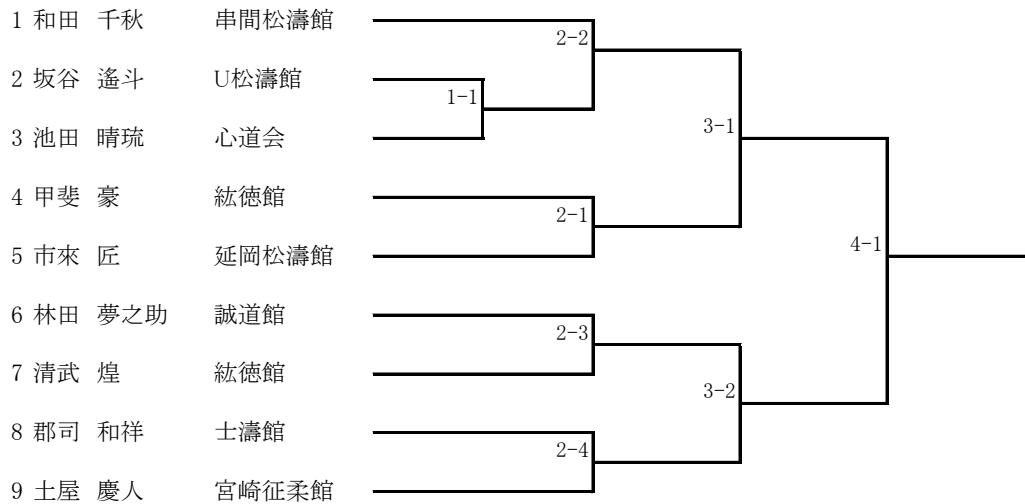 1 和田 千秋 串間松濤館
2-2
2 坂谷 遙斗 U松濤館
1-1
3 池田 晴琉 心道会
3-1
4 甲斐 豪 紘徳館
2-1
5 市來 匠 延岡松濤館
4-1
6 林田 夢之助 誠道館
2-3
7 清武 煌 紘徳館
3-2
8 郡司 和祥 士濤館
2-4
9 土屋 慶人 宮崎征柔館